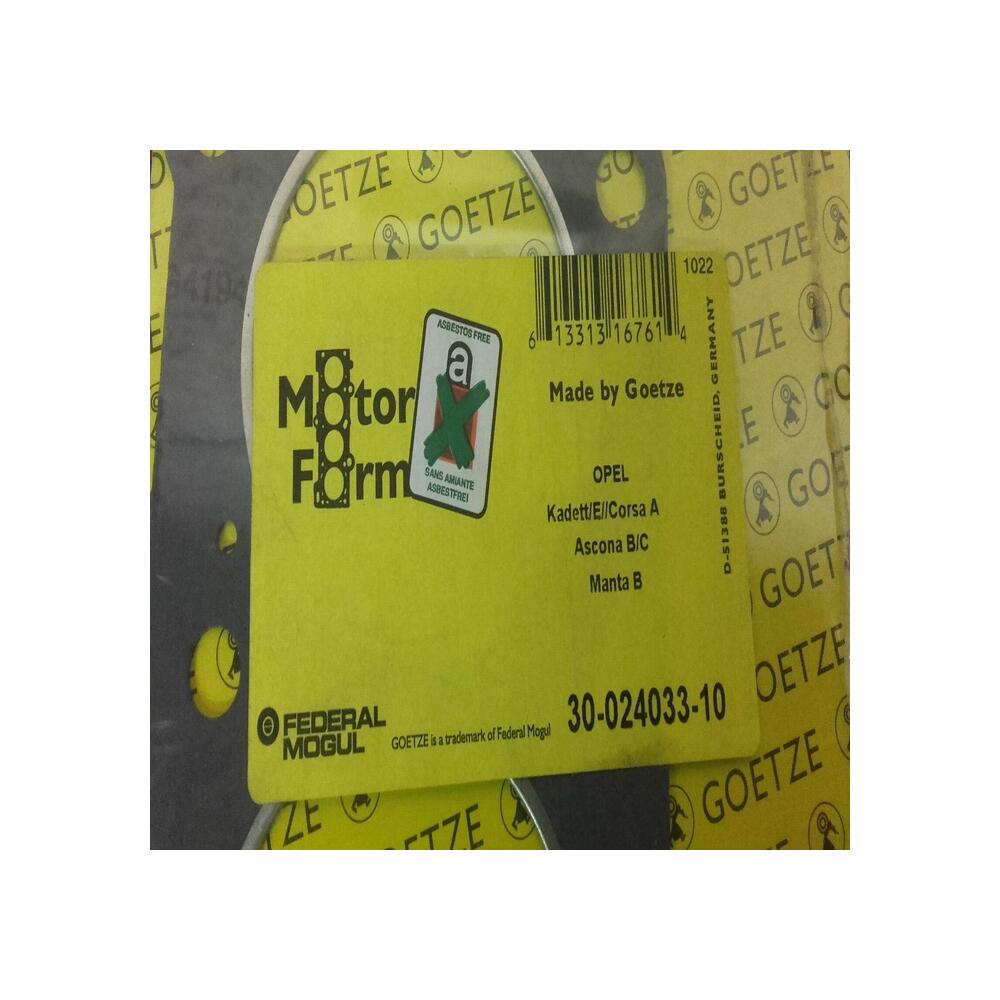 GOETZE
GOETZE
GOETZE
1022
6 13313 16761 4
ASBESTOS FREE
a
SANS AMIANTE
ASBESTFREI
Motor
Form
Made by Goetze
OPEL
Kadett/E//Corsa A
Ascona B/C
Manta B
D-51388 BURSCHEID, GERMANY
30-024033-10
FEDERAL
MOGUL
GOETZE is a trademark of Federal Mogul
GOETZE
GOETZE
GOETZE